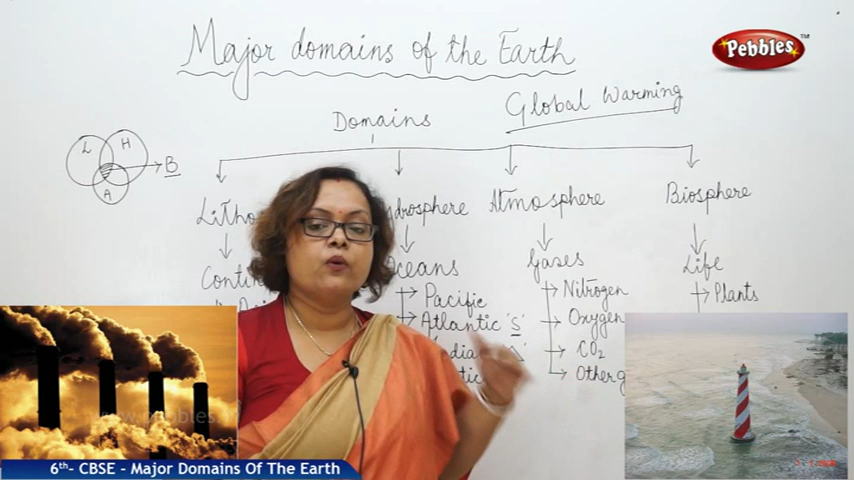 Major domains of the Earth
Pebbles™
Global Warming
Domains
L H
B
A
Hydrosphere Atmosphere Biosphere
Oceans Gases Life
Pacific Nitrogen Plants
Atlantic 'S' Oxygen
CO2
6th- CBSE - Major Domains Of The Earth